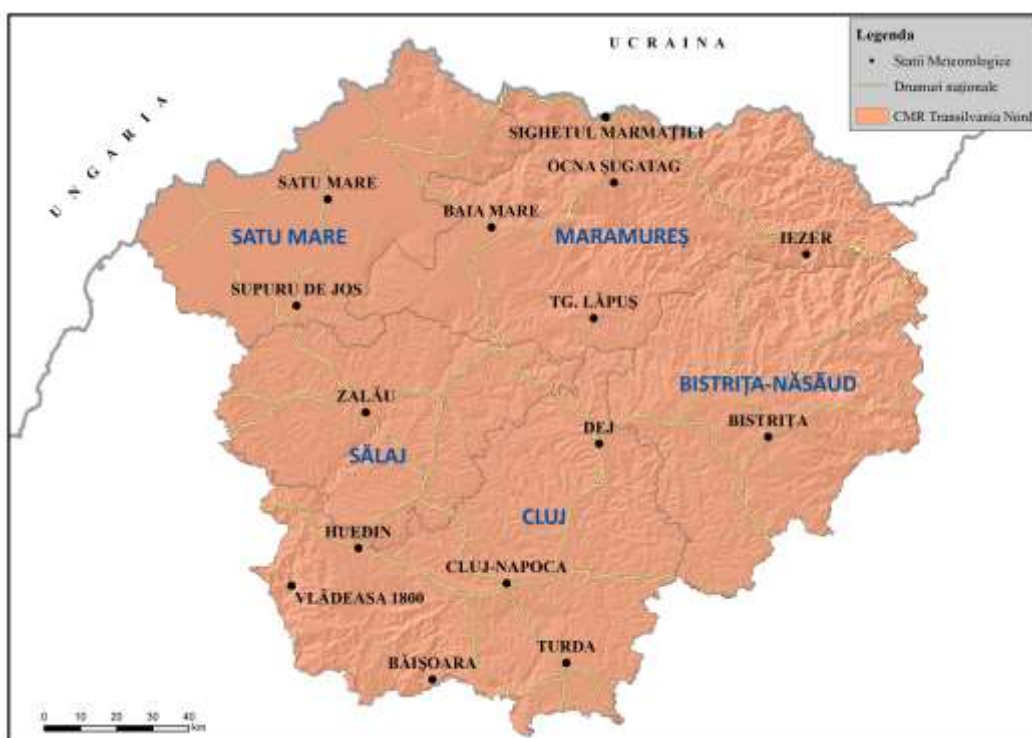 UCRAINA
Legenda
Statii Meteorologice
Drumuri naționale
CMR Transilvania Nord
UNGARIA
SIGHETUL MARMAȚIEI
OCNA ȘUGATAG
SATU MARE
BAIA MARE
SATU MARE
MARAMUREȘ
IEZER
SUPURU DE JOS
TG. LĂPUȘ
BISTRIȚA-NĂSĂUD
ZALĂU
BISTRIȚA
DEJ
SĂLAJ
CLUJ
HUEDIN
CLUJ-NAPOCA
VLĂDEASA 1800
TURDA
BĂIȘOARA
0 10 20 30 40
km